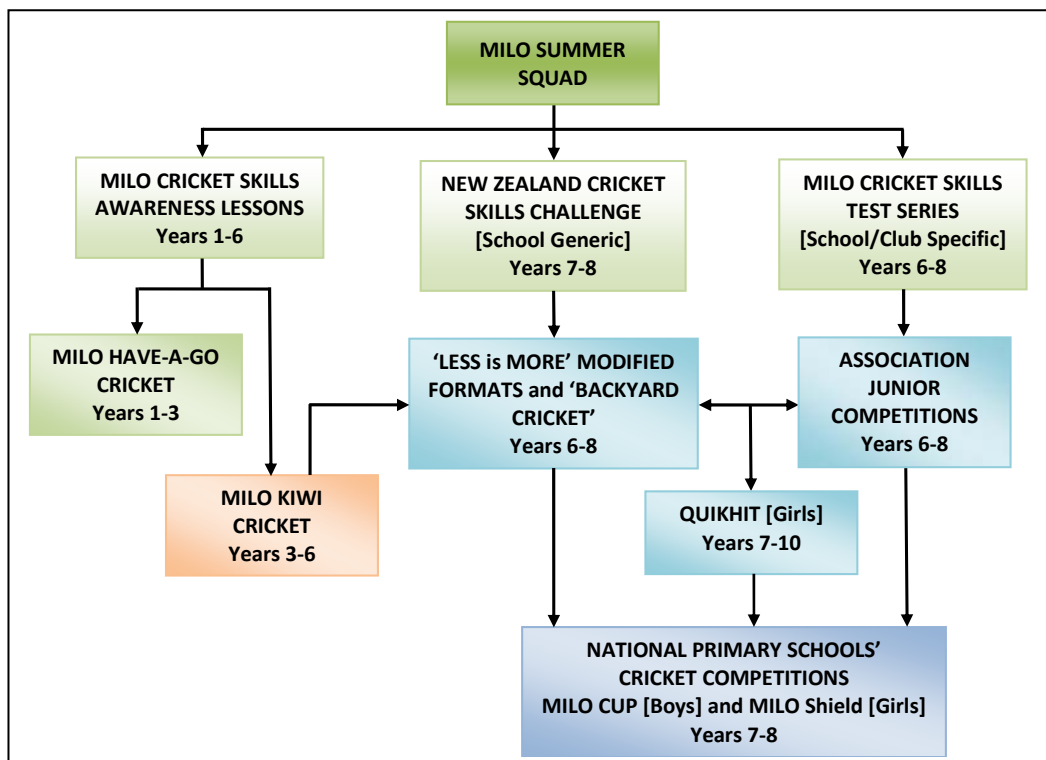 MILO SUMMER
SQUAD
MILO CRICKET SKILLS
AWARENESS LESSONS
Years 1-6
NEW ZEALAND CRICKET
SKILLS CHALLENGE
[School Generic]
Years 7-8
MILO CRICKET SKILLS
TEST SERIES
[School/Club Specific]
Years 6-8
MILO HAVE-A-GO
CRICKET
Years 1-3
‘LESS is MORE’ MODIFIED
FORMATS and ‘BACKYARD
CRICKET’
Years 6-8
ASSOCIATION
JUNIOR
COMPETITIONS
Years 6-8
MILO KIWI
CRICKET
Years 3-6
QUIKHIT [Girls]
Years 7-10
NATIONAL PRIMARY SCHOOLS’
CRICKET COMPETITIONS
MILO CUP [Boys] and MILO Shield [Girls]
Years 7-8